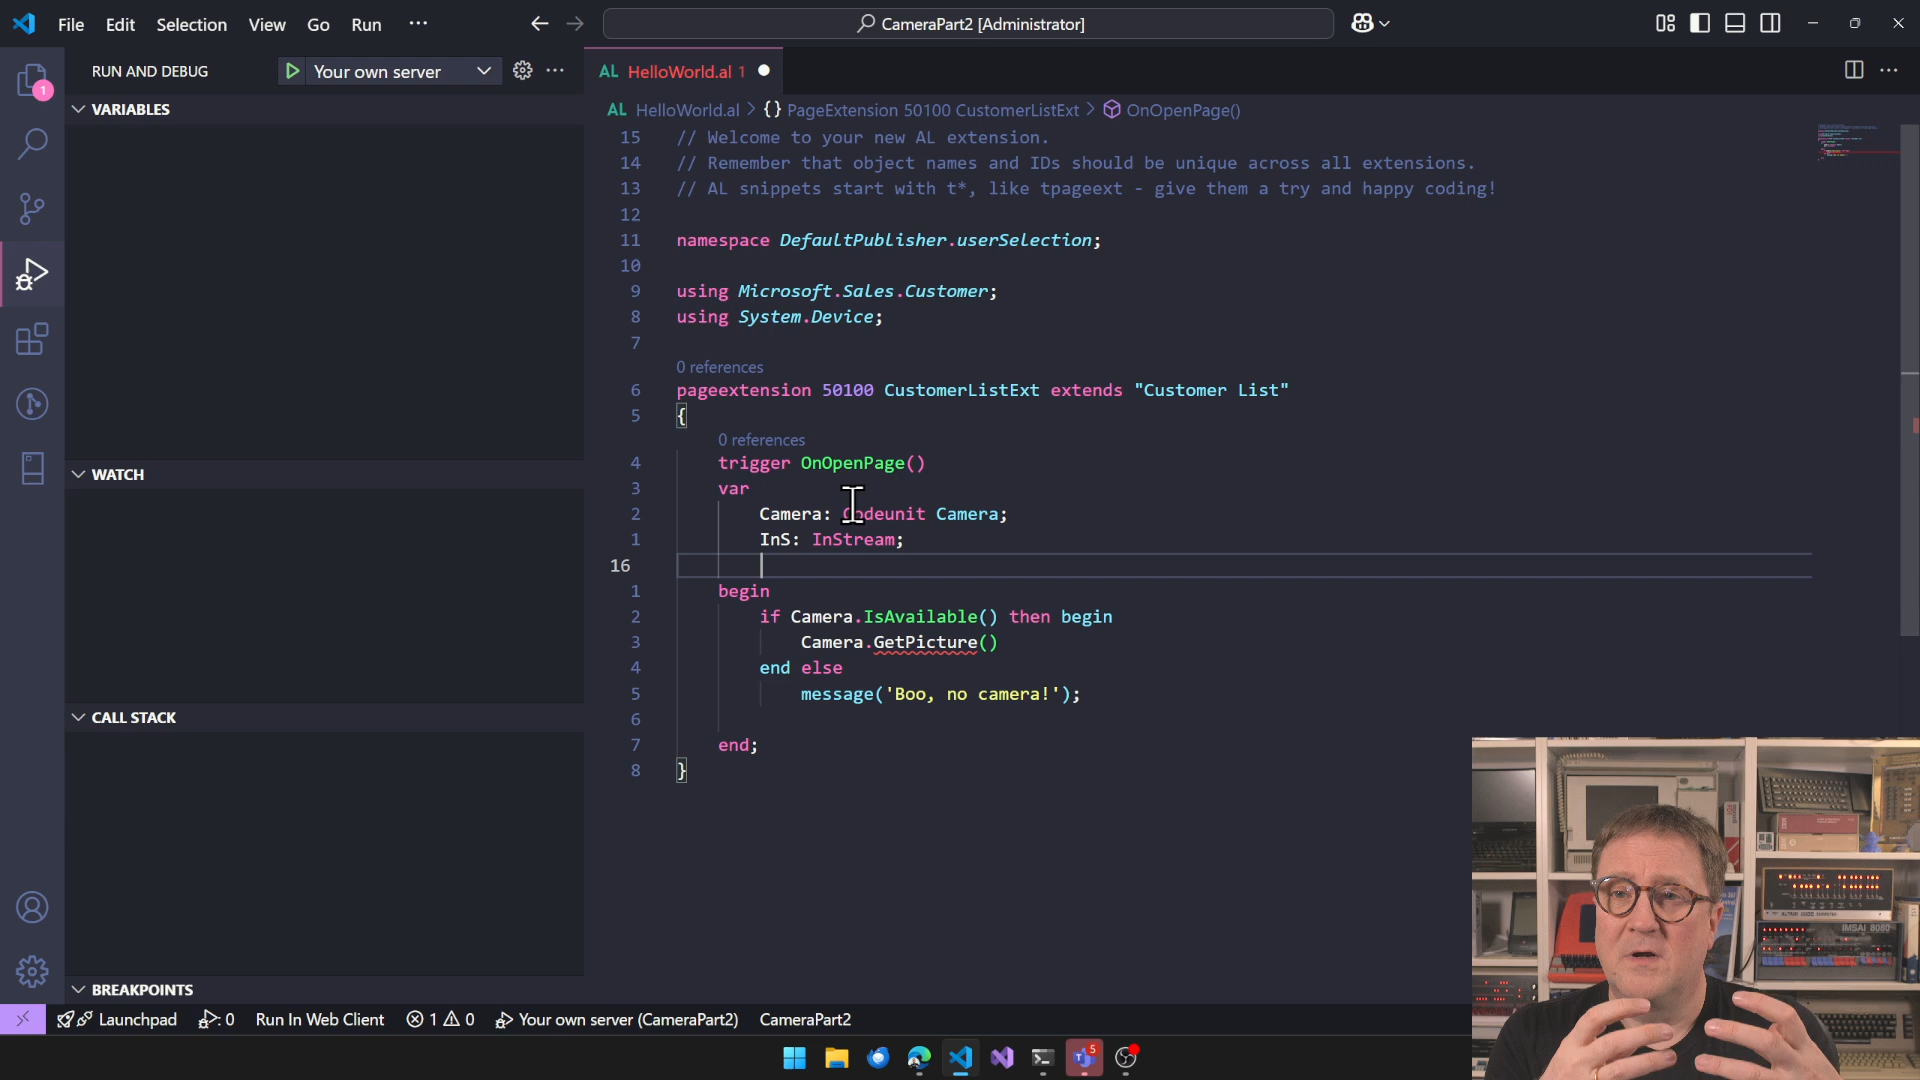 File Edit Selection View Go Run ···
CameraPart2 [Administrator]
1
RUN AND DEBUG
Your own server
VARIABLES
WATCH
CALL STACK
BREAKPOINTS
AL HelloWorld.al 1
AL HelloWorld.al > {} PageExtension 50100 CustomerListExt > OnOpenPage()
15 // Welcome to your new AL extension.
14 // Remember that object names and IDs should be unique across all extensions.
13 // AL snippets start with t*, like tpageext - give them a try and happy coding!
12
11 namespace DefaultPublisher.userSelection;
10
9 using Microsoft.Sales.Customer;
8 using System.Device;
7
0 references
6 pageextension 50100 CustomerListExt extends "Customer List"
5 {
0 references
4 trigger OnOpenPage()
3 var
2 Camera: Codeunit Camera;
1 InS: InStream;
16
1 begin
2 if Camera.IsAvailable() then begin
3 Camera.GetPicture()
4 end else
5 message('Boo, no camera!');
6
7 end;
8 }
IMSAI 8080
Launchpad 0 Run In Web Client 1 0 Your own server (CameraPart2) CameraPart2
5